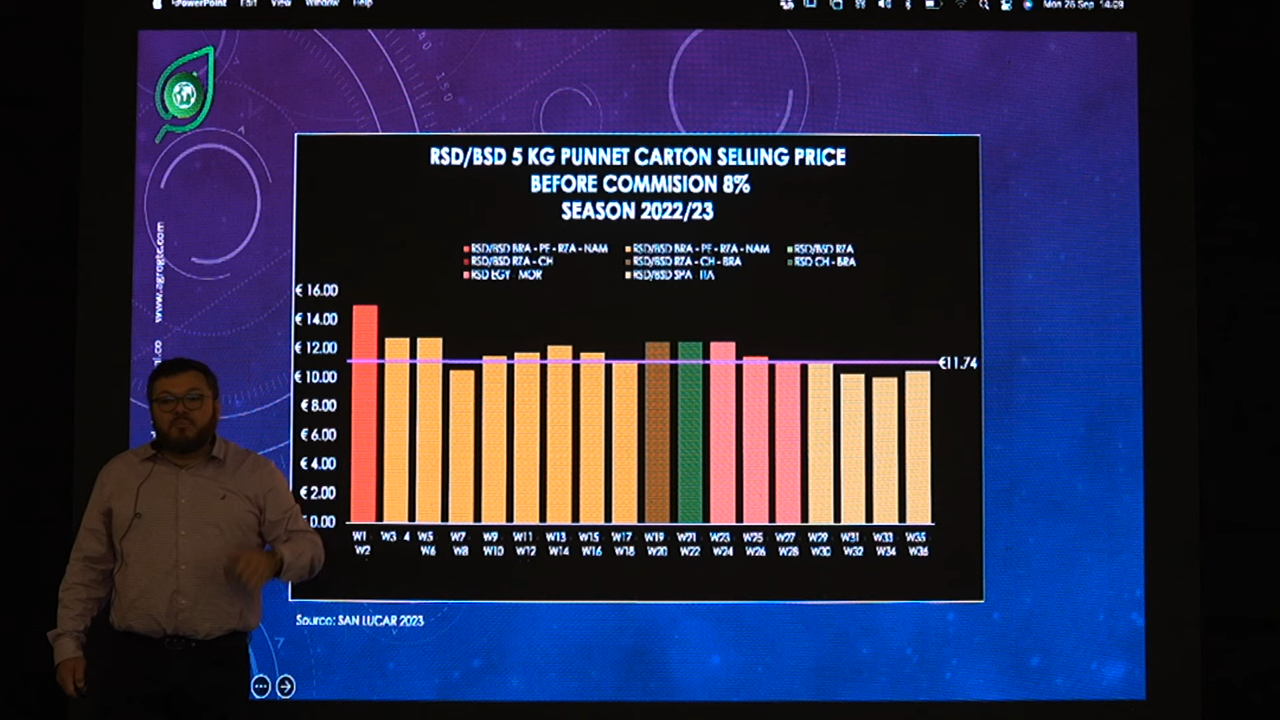 PowerPoint Edit View Window Help
Mon 26 Sep 14:09
www.agrogtc.com
RSD/BSD 5 KG PUNNET CARTON SELLING PRICE
BEFORE COMMISION 8%
SEASON 2022/23
RSD/BSD BRA - PE - RZA - NAM RSD/BSD BRA - PE - RZA - NAM RSD/BSD RZA
RSD/BSD RZA - CH RSD/BSD RZA - CH - BRA RSD CH - BRA
RSD EGY - MOR RSD/BSD SPA - ITA
€ 16.00
€ 14.00
€ 12.00
€ 10.00
€ 8.00
€ 6.00
€ 4.00
€ 2.00
0.00
€11.74
W1 W3 4 W5 W7 W9 W11 W13 W15 W17 W19 W21 W23 W25 W27 W29 W31 W33 W35
W2 W6 W8 W10 W12 W14 W16 W18 W20 W22 W24 W26 W28 W30 W32 W34 W36
Source: SAN LUCAR 2023